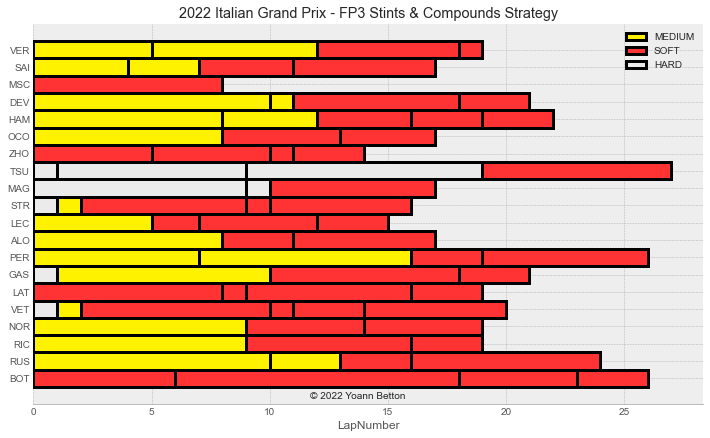 2022 Italian Grand Prix - FP3 Stints & Compounds Strategy
MEDIUM
SOFT
HARD
VER
SAI
MSC
DEV
HAM
OCO
ZHO
TSU
MAG
STR
LEC
ALO
PER
GAS
LAT
VET
NOR
RIC
RUS
BOT
© 2022 Yoann Betton
0 5 10 15 20 25
LapNumber